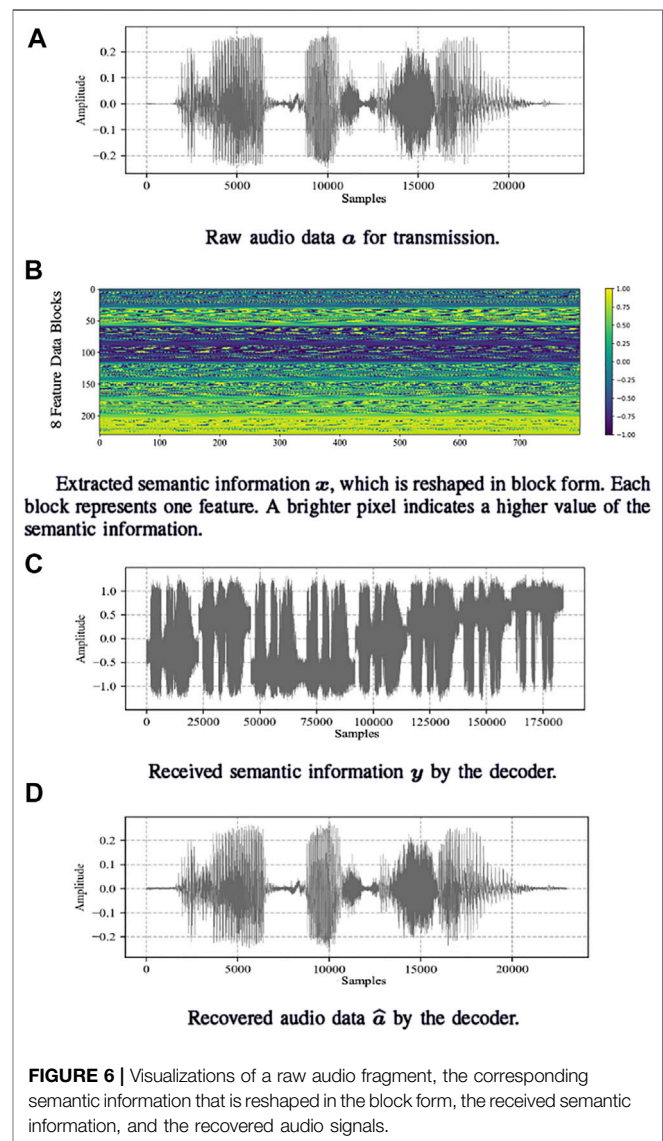 A
Amplitude
0.2
0.1
0.0
−0.1
−0.2
0 5000 10000 15000 20000
Samples
Raw audio data a for transmission.
B
8 Feature Data Blocks
0
50
100
150
200
0 100 200 300 400 500 600 700
1.00
0.75
0.50
0.25
0.00
−0.25
−0.50
−0.75
−1.00
Extracted semantic information x, which is reshaped in block form. Each
block represents one feature. A brighter pixel indicates a higher value of the
semantic information.
C
Amplitude
1.0
0.5
0.0
−0.5
−1.0
0 25000 50000 75000 100000 125000 150000 175000
Samples
Received semantic information y by the decoder.
D
Amplitude
0.2
0.1
0.0
−0.1
−0.2
0 5000 10000 15000 20000
Samples
Recovered audio data â by the decoder.
FIGURE 6 | Visualizations of a raw audio fragment, the corresponding
semantic information that is reshaped in the block form, the received semantic
information, and the recovered audio signals.